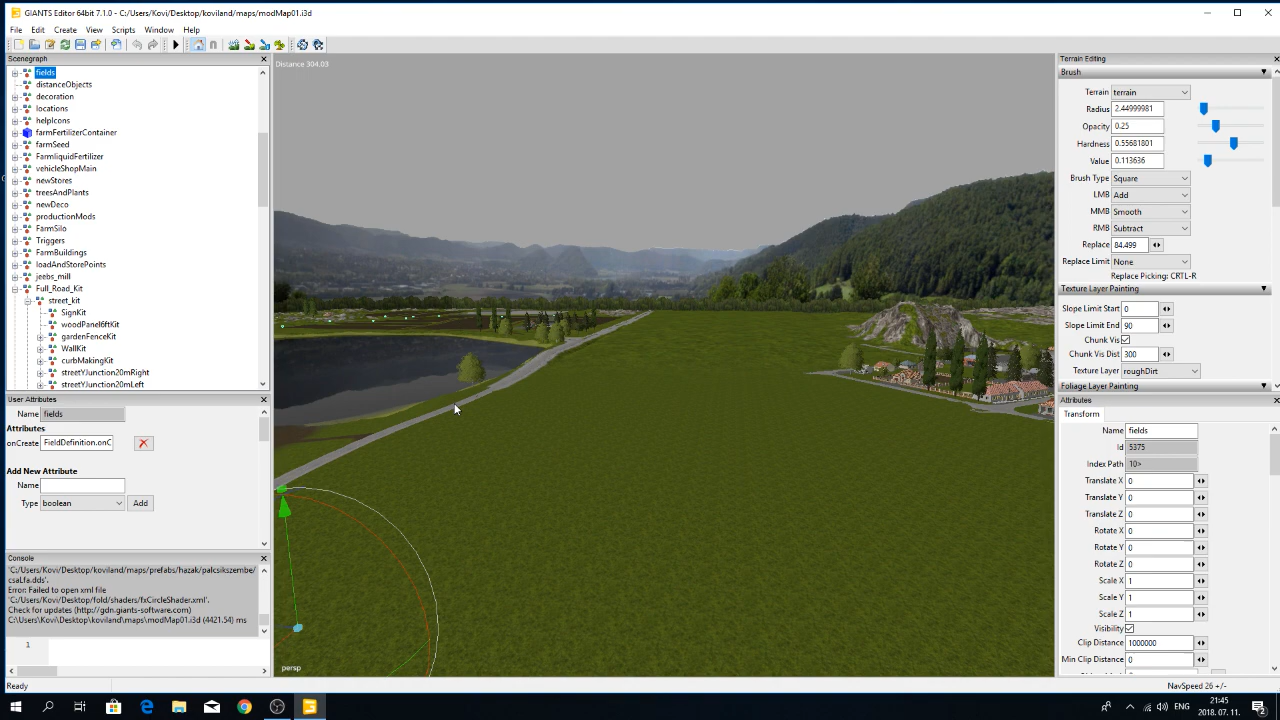 GIANTS Editor 64bit 7.1.0 - C:/Users/Kovi/Desktop/koviland/maps/modMap01.i3d
File Edit Create View Scripts Window Help
Scenegraph
fields
distanceObjects
decoration
locations
helpIcons
farmFertilizerContainer
farmSeed
FarmliquidFertilizer
vehicleShopMain
newStores
treesAndPlants
newDeco
productionMods
FarmSilo
Triggers
FarmBuildings
loadAndStorePoints
jeebs_mill
Full_Road_Kit
street_kit
SignKit
woodPanel6ftKit
gardenFenceKit
WallKit
curbMakingKit
streetYJunction20mRight
streetYJunction20mLeft
User Attributes
Name fields
Attributes
onCreate FieldDefinition.onC
Add New Attribute
Name
Type boolean Add
Console
'C:/Users/Kovi/Desktop/koviland/maps/prefabs/hazak/palcsikszembe/
csaLfa.dds'.
Error: Failed to open xml file
'C:/Users/Kovi/Desktop/fold/shaders/fxCircleShader.xml'.
Check for updates (http://gdn.giants-software.com)
C:\Users\Kovi\Desktop\koviland\maps\modMap01.i3d (4421.54) ms
1
Ready
Distance 304.03
persp
Terrain Editing
Brush
Terrain terrain
Radius 2.44999981
Opacity 0.25
Hardness 0.55681801
Value 0.113636
Brush Type Square
LMB Add
MMB Smooth
RMB Subtract
Replace 84.499
Replace Limit None
Replace Picking: CRTL-R
Texture Layer Painting
Slope Limit Start 0
Slope Limit End 90
Chunk Vis
Chunk Vis Dist 300
Texture Layer roughDirt
Foliage Layer Painting
Attributes
Transform
Name fields
Id 5375
Index Path 10>
Translate X 0
Translate Y 0
Translate Z 0
Rotate X 0
Rotate Y 0
Rotate Z 0
Scale X 1
Scale Y 1
Scale Z 1
Visibility
Clip Distance 1000000
Min Clip Distance 0
NavSpeed 26 +/-
ENG
21:45
2018. 07. 11.
2